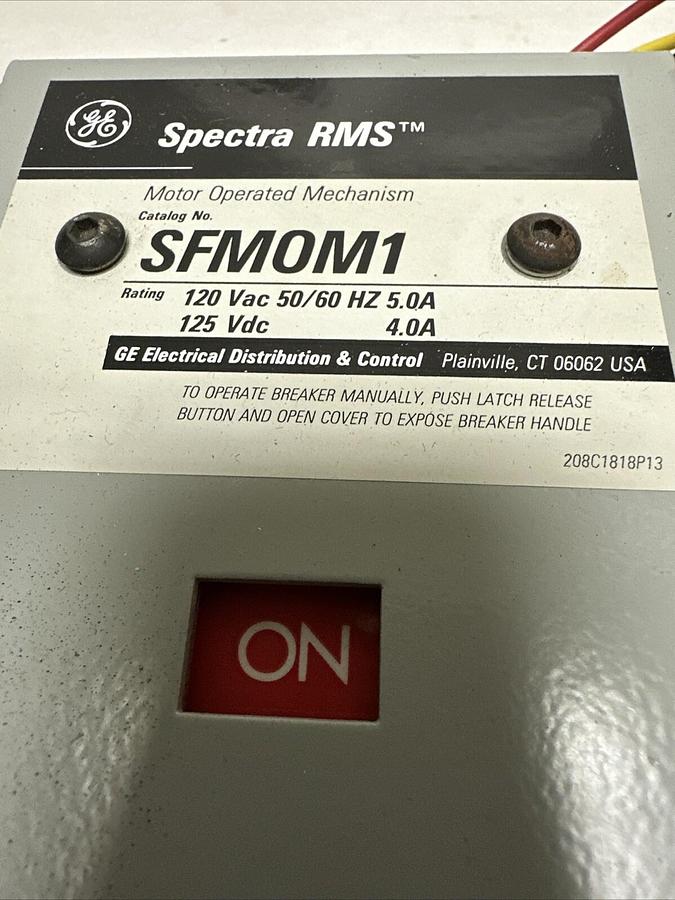 GE
Spectra RMS™
Motor Operated Mechanism
Catalog No.
SFMOM1
Rating 120 Vac 50/60 HZ 5.0A
125 Vdc 4.0A
GE Electrical Distribution & Control Plainville, CT 06062 USA
TO OPERATE BREAKER MANUALLY, PUSH LATCH RELEASE
BUTTON AND OPEN COVER TO EXPOSE BREAKER HANDLE
208C1818P13
ON